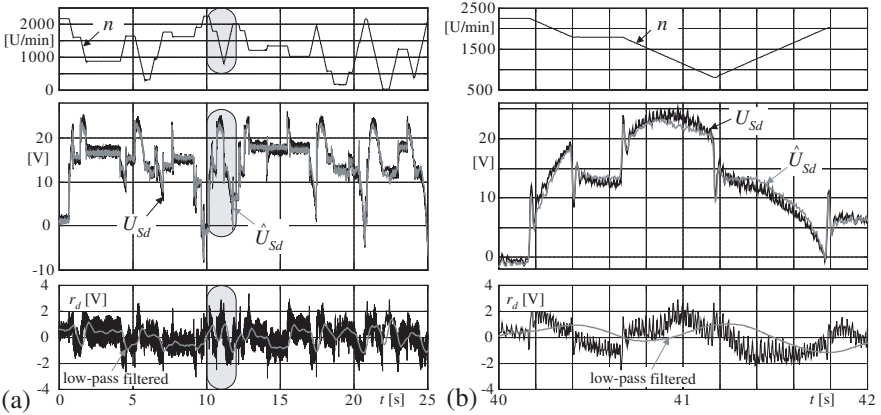 2000
[U/min]
1000
0
n
20
[V]
10
0
-10
U_Sd
Û_Sd
4
r_d [V]
2
0
-2
-4
low-pass filtered
(a)
0 5 10 15 20 t [s] 25
2500
[U/min]
1500
500
n
20
[V]
10
0
U_Sd
Û_Sd
4
r_d [V]
2
0
-2
-4
low-pass filtered
(b)
40 41 t [s] 42